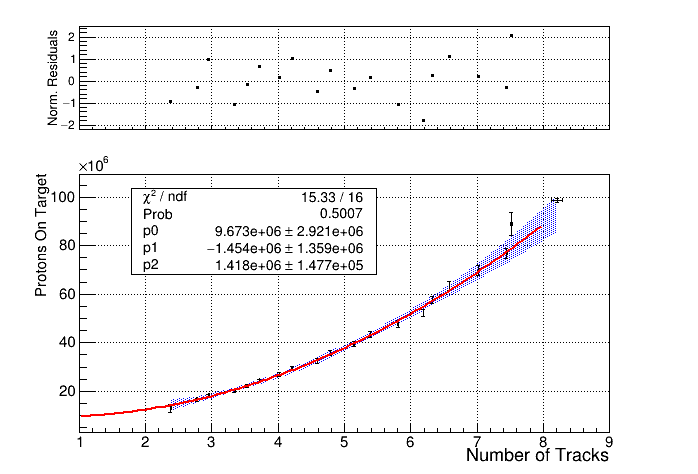 Norm. Residuals
2
1
0
−1
−2
×10⁶
Protons On Target
100
80
60
40
20
χ² / ndf 15.33 / 16
Prob 0.5007
p0 9.673e+06 ± 2.921e+06
p1 −1.454e+06 ± 1.359e+06
p2 1.418e+06 ± 1.477e+05
1 2 3 4 5 6 7 8 9
Number of Tracks